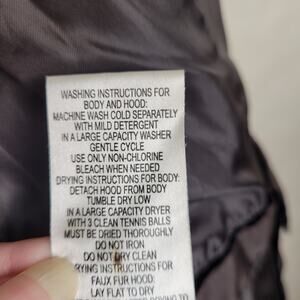 WASHING INSTRUCTIONS FOR
BODY AND HOOD:
MACHINE WASH COLD SEPARATELY
WITH MILD DETERGENT
IN A LARGE CAPACITY WASHER
GENTLE CYCLE
USE ONLY NON-CHLORINE
BLEACH WHEN NEEDED
DRYING INSTRUCTIONS FOR BODY:
DETACH HOOD FROM BODY
TUMBLE DRY LOW
IN A LARGE CAPACITY DRYER
WITH 3 CLEAN TENNIS BALLS
MUST BE DRIED THOROUGHLY
DO NOT IRON
DO NOT DRY CLEAN
DRYING INSTRUCTIONS FOR
FAUX FUR HOOD:
LAY FLAT TO DRY